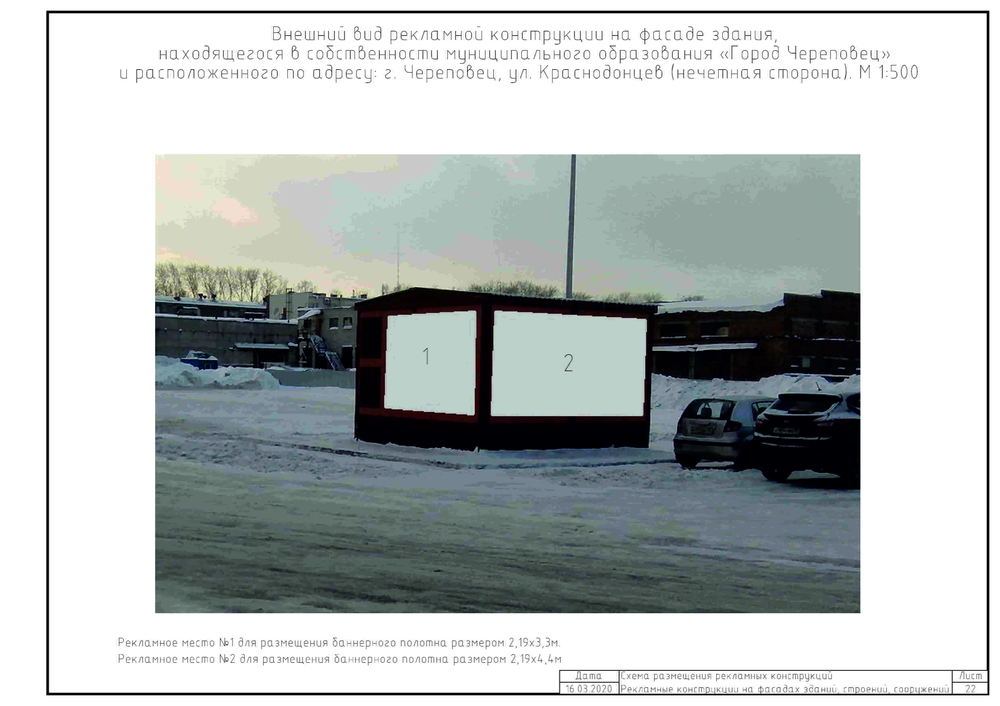 Внешний вид рекламной конструкции на фасаде здания,
находящегося в собственности муниципального образования «Город Череповец»
и расположенного по адресу: г. Череповец, ул. Краснодонцев (нечетная сторона). М 1:500
1
2
Рекламное место №1 для размещения баннерного полотна размером 2,19х3,3м.
Рекламное место №2 для размещения баннерного полотна размером 2,19х4,4м
Дата
Схема размещения рекламных конструкций
Лист
16.03.2020
Рекламные конструкции на фасадах зданий, строений, сооружений
22